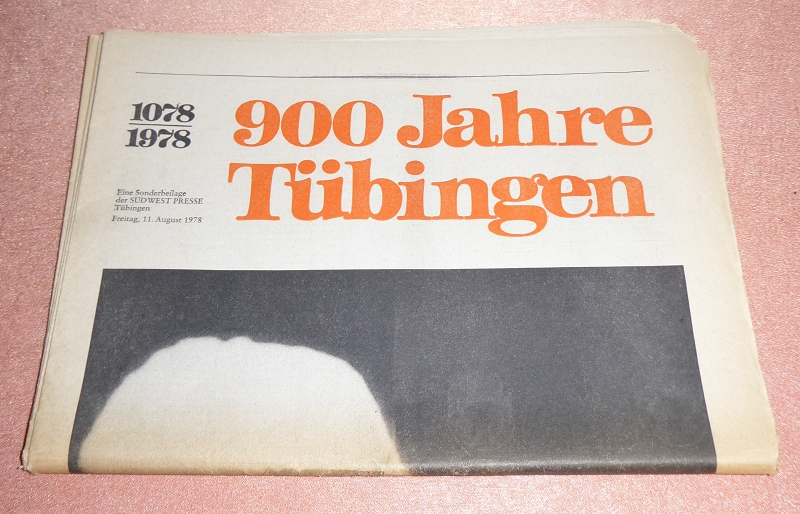 1078
1978
900 Jahre
Tübingen
Eine Sonderbeilage
der SÜDWEST PRESSE
Tübingen
Freitag, 11. August 1978